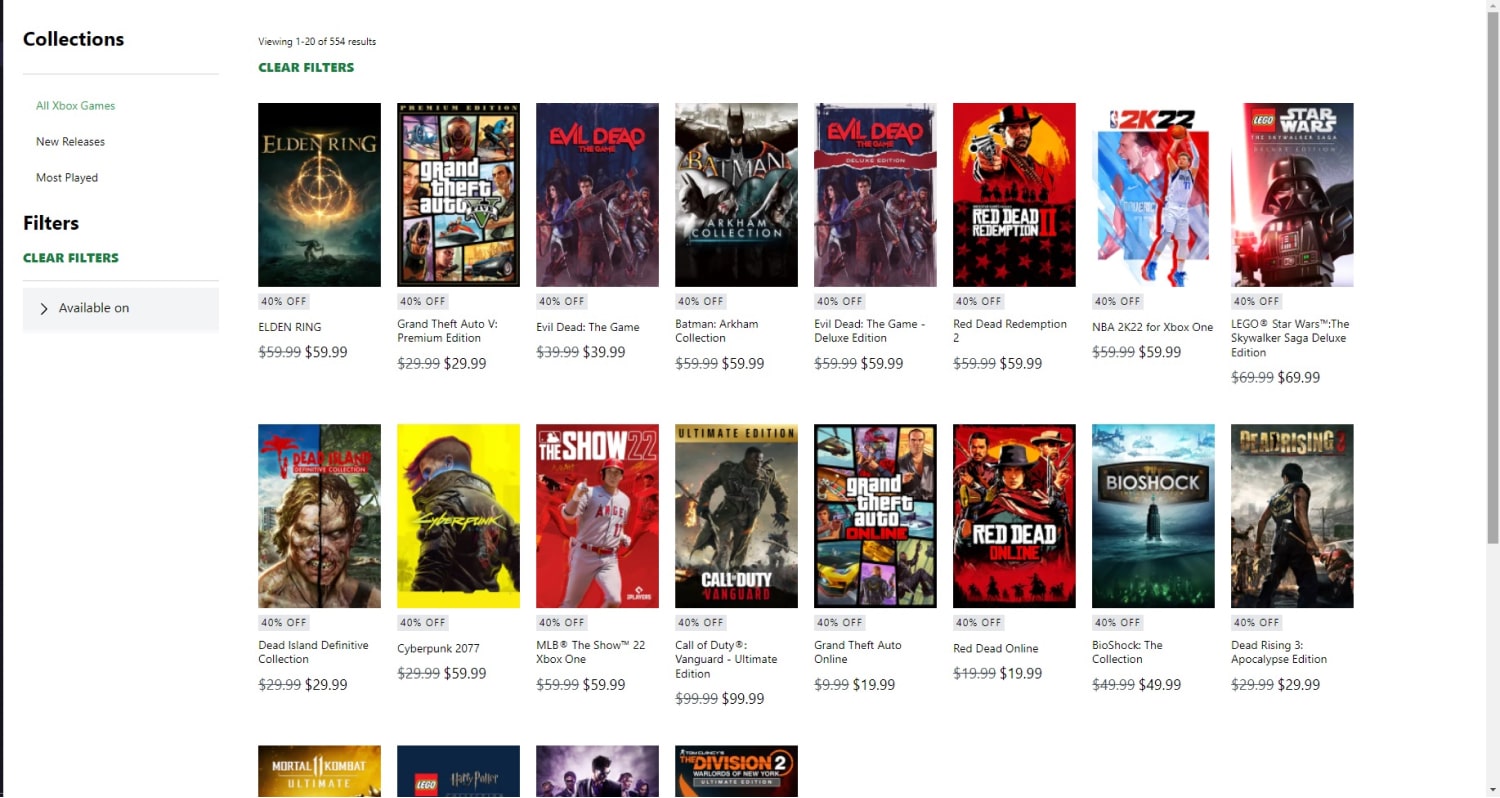 Collections
All Xbox Games
New Releases
Most Played
Filters
CLEAR FILTERS
Available on
Viewing 1-20 of 554 results
CLEAR FILTERS
ELDEN RING
40% OFF
ELDEN RING
$59.99 $59.99
PREMIUM EDITION
grand
theft
auto
FIVE
40% OFF
Grand Theft Auto V:
Premium Edition
$29.99 $29.99
EVIL DEAD
THE GAME
40% OFF
Evil Dead: The Game
$39.99 $39.99
BATMAN
ARKHAM
COLLECTION
40% OFF
Batman: Arkham
Collection
$59.99 $59.99
EVIL DEAD
THE GAME
DELUXE EDITION
40% OFF
Evil Dead: The Game -
Deluxe Edition
$59.99 $59.99
RED DEAD
REDEMPTION II
40% OFF
Red Dead Redemption
2
$59.99 $59.99
2K22
40% OFF
NBA 2K22 for Xbox One
$59.99 $59.99
LEGO STAR
WARS
THE SKYWALKER SAGA
DELUXE EDITION
40% OFF
LEGO® Star Wars™:The
Skywalker Saga Deluxe
Edition
$69.99 $69.99
DEAD ISLAND
DEFINITIVE COLLECTION
40% OFF
Dead Island Definitive
Collection
$29.99 $29.99
Cyberpunk
40% OFF
Cyberpunk 2077
$29.99 $59.99
THE SHOW 22
ANGELS
17
40% OFF
MLB® The Show™ 22
Xbox One
$59.99 $59.99
ULTIMATE EDITION
CALL OF DUTY
VANGUARD
40% OFF
Call of Duty®:
Vanguard - Ultimate
Edition
$99.99 $99.99
grand
theft
auto
ONLINE
40% OFF
Grand Theft Auto
Online
$9.99 $19.99
RED DEAD
ONLINE
40% OFF
Red Dead Online
$19.99 $19.99
BIOSHOCK
40% OFF
BioShock: The
Collection
$49.99 $49.99
DEADRISING 3
40% OFF
Dead Rising 3:
Apocalypse Edition
$29.99 $29.99
MORTAL KOMBAT 11
ULTIMATE
LEGO Harry Potter
COLLECTION
TOM CLANCY'S
THE DIVISION 2
WARLORDS OF NEW YORK
ULTIMATE EDITION